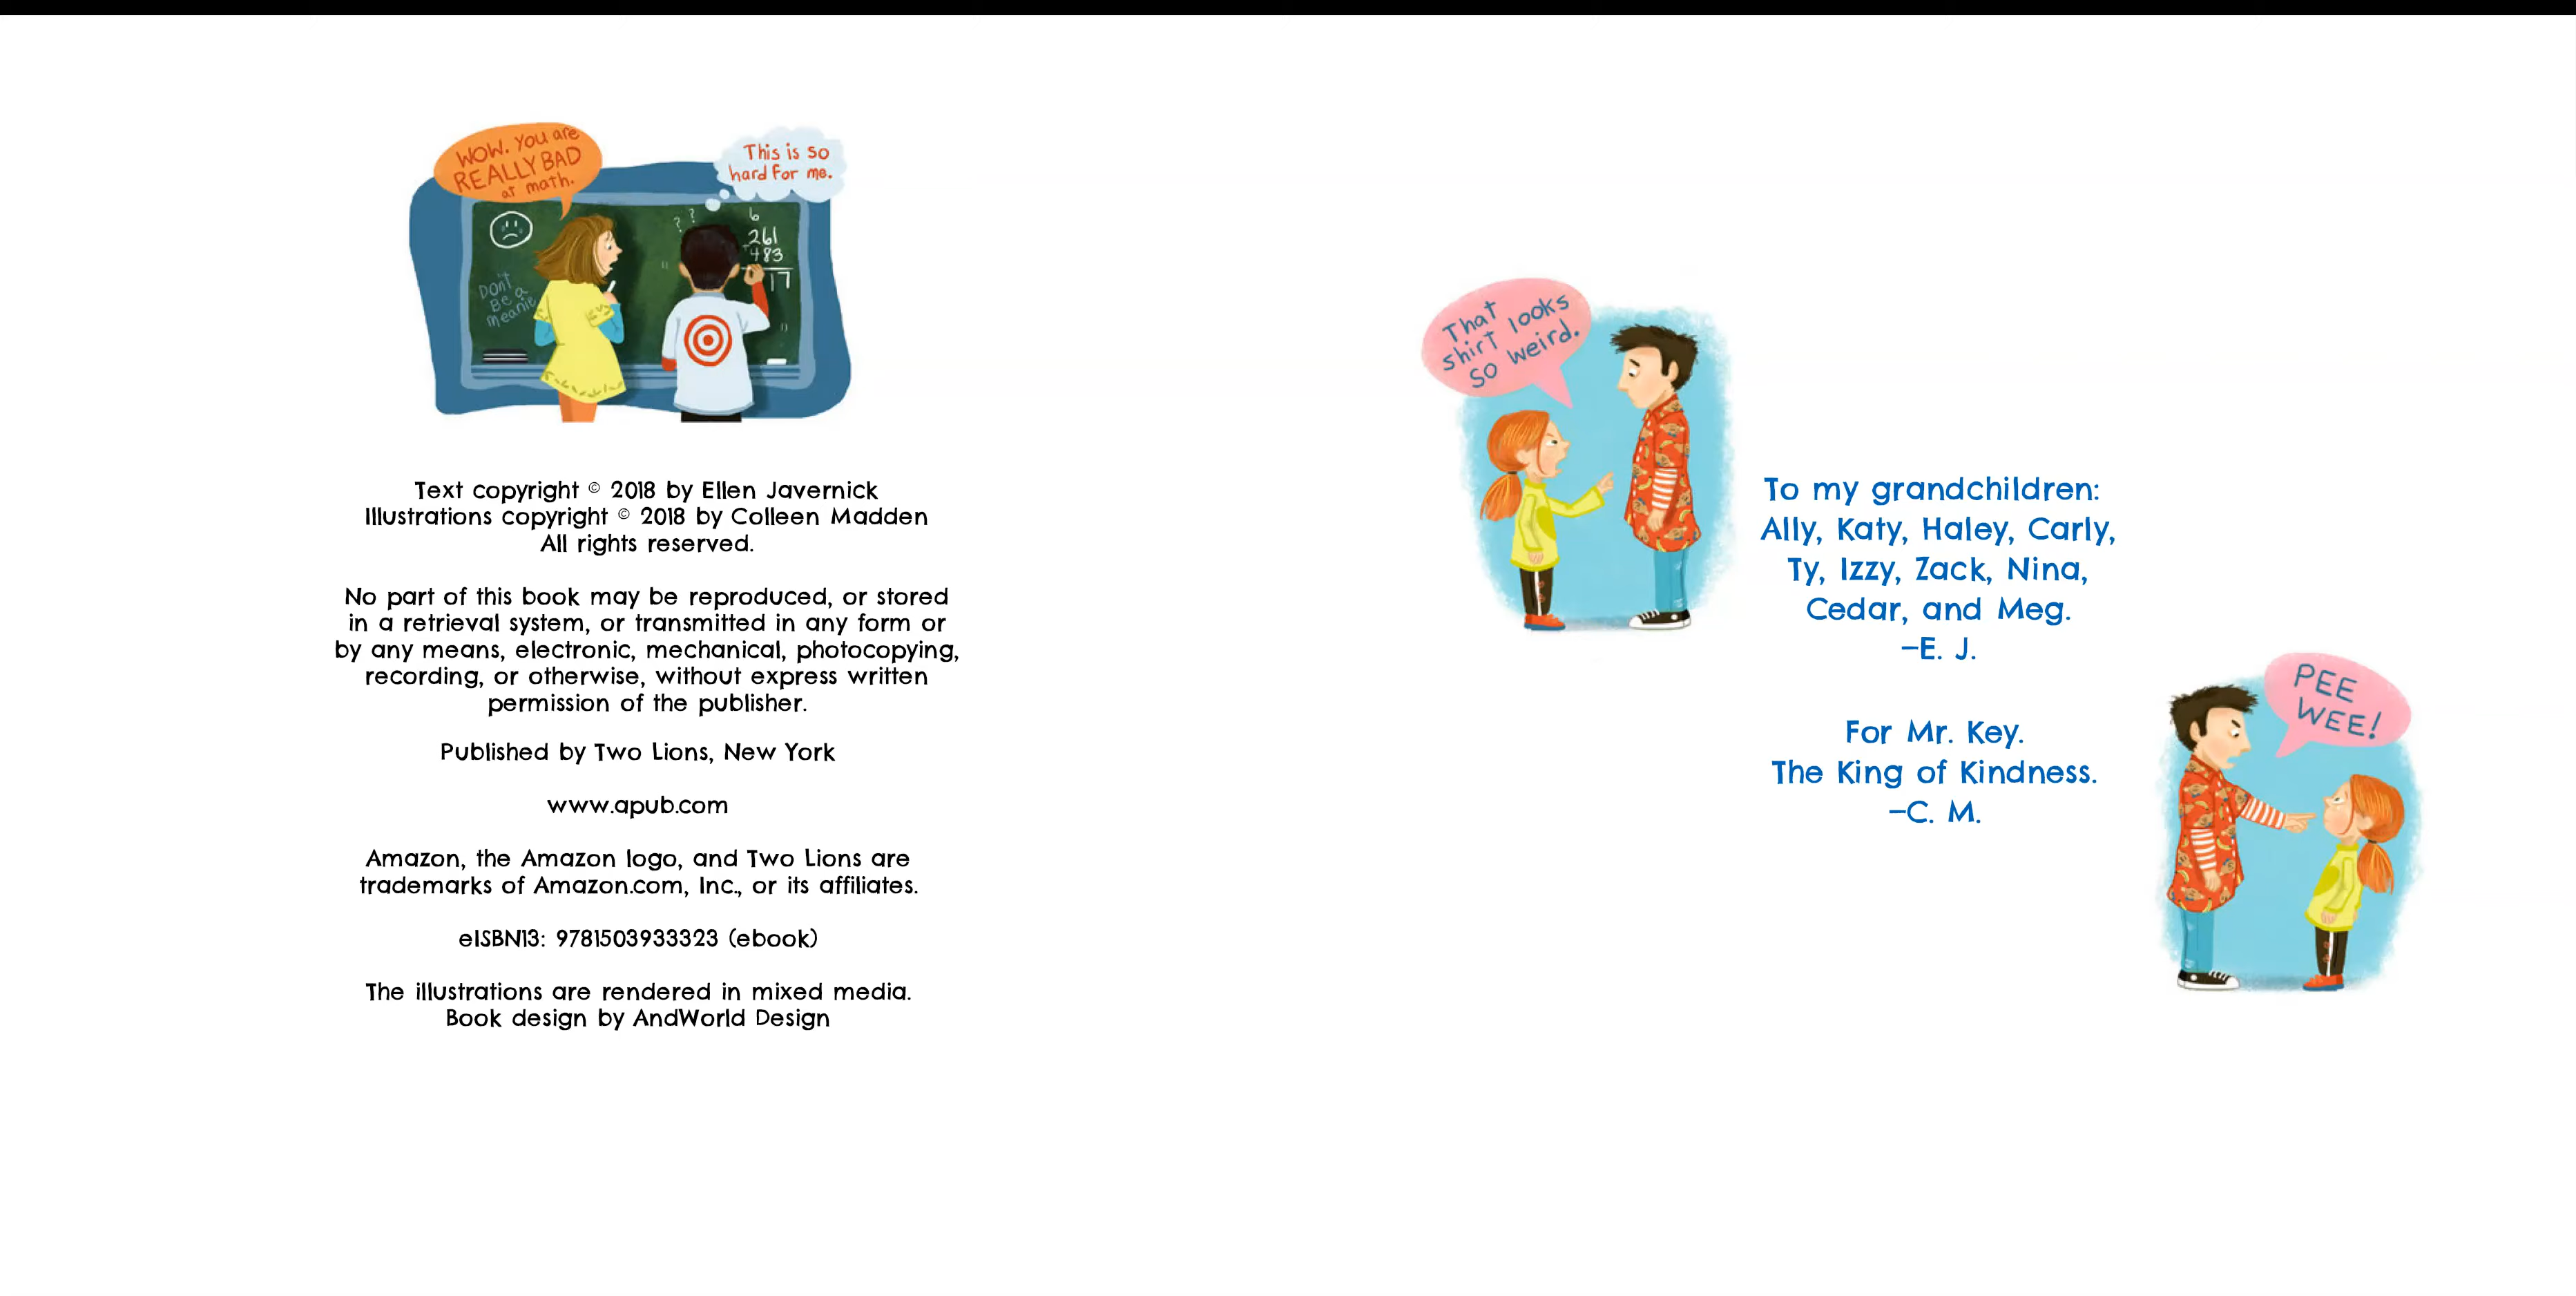 WOW. You are
REALLY BAD
at math.
This is so
hard for me.
? ?
6
261
+483
17
Don't
Be a
meanie
Text copyright © 2018 by Ellen Javernick
Illustrations copyright © 2018 by Colleen Madden
All rights reserved.
No part of this book may be reproduced, or stored
in a retrieval system, or transmitted in any form or
by any means, electronic, mechanical, photocopying,
recording, or otherwise, without express written
permission of the publisher.
Published by Two Lions, New York
www.apub.com
Amazon, the Amazon logo, and Two Lions are
trademarks of Amazon.com, Inc., or its affiliates.
eISBN13: 9781503933323 (ebook)
The illustrations are rendered in mixed media.
Book design by AndWorld Design
That
shirt looks
so weird.
To my grandchildren:
Ally, Katy, Haley, Carly,
Ty, Izzy, Zack, Nina,
Cedar, and Meg.
–E. J.
For Mr. Key.
The King of Kindness.
–C. M.
PEE
WEE!